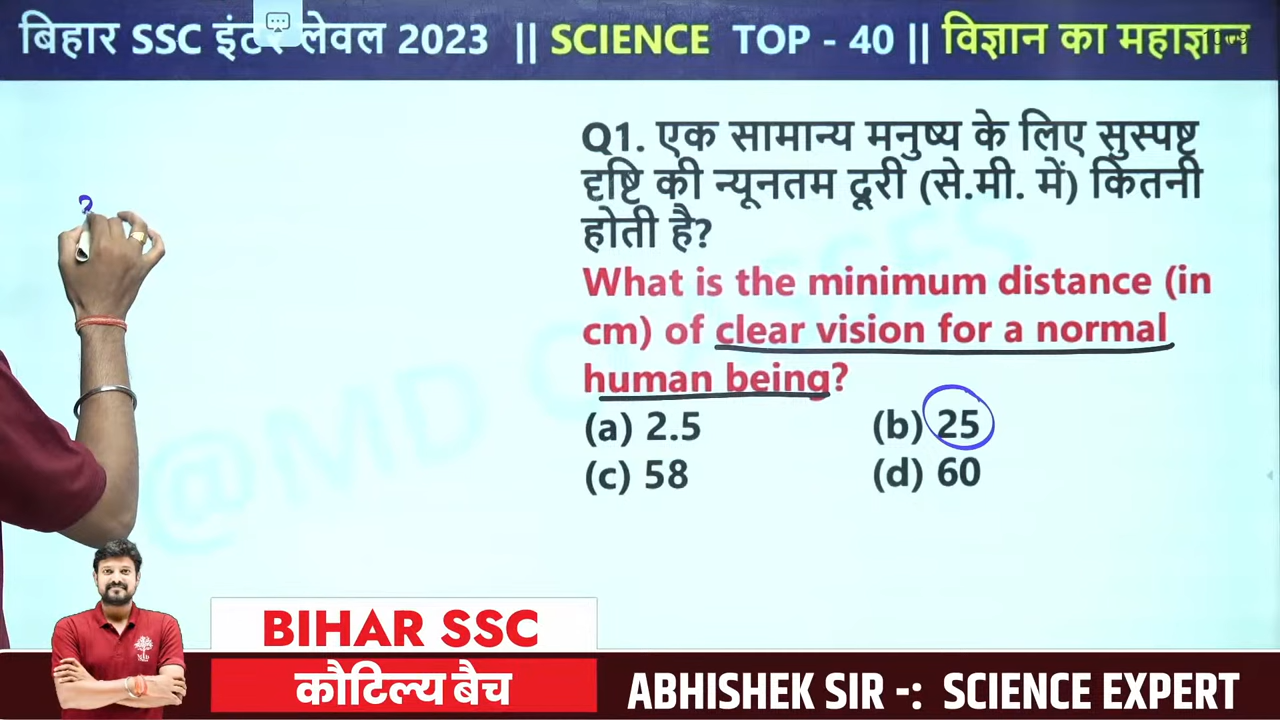 बिहार SSC इंटर लेवल 2023 || SCIENCE TOP - 40 || विज्ञान का महाज्ञान
Q1. एक सामान्य मनुष्य के लिए सुस्पष्ट
दृष्टि की न्यूनतम दूरी (से.मी. में) कितनी
होती है?
What is the minimum distance (in
cm) of clear vision for a normal
human being?
(a) 2.5 (b) 25
(c) 58 (d) 60
@MD CLASSES
BIHAR SSC
कौटिल्य बैच
ABHISHEK SIR -: SCIENCE EXPERT